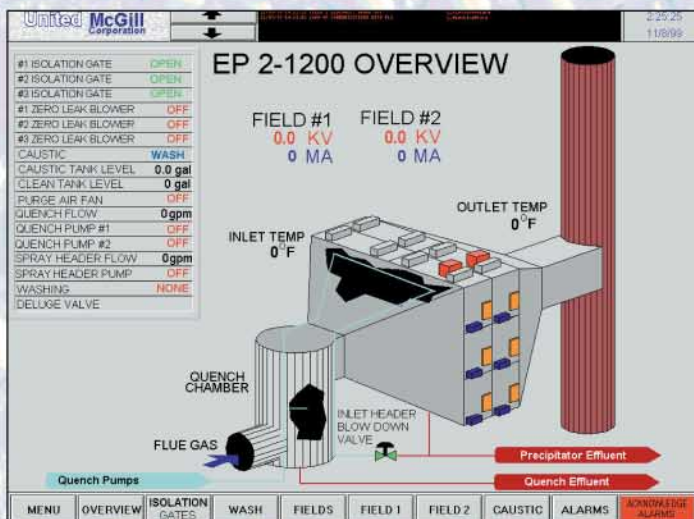 United McGill
Corporation
2:25:25
11/8/99
EP 2-1200 OVERVIEW
#1 ISOLATION GATE OPEN
#2 ISOLATION GATE OPEN
#3 ISOLATION GATE OPEN
#1 ZERO LEAK BLOWER OFF
#2 ZERO LEAK BLOWER OFF
#3 ZERO LEAK BLOWER OFF
CAUSTIC WASH
CAUSTIC TANK LEVEL 0.0 gal
CLEAN TANK LEVEL 0 gal
PURGE AIR FAN OFF
QUENCH FLOW 0gpm
QUENCH PUMP #1 OFF
QUENCH PUMP #2 OFF
SPRAY HEADER FLOW 0gpm
SPRAY HEADER PUMP OFF
WASHING NONE
DELUGE VALVE
FIELD #1 FIELD #2
0.0 KV 0.0 KV
0 MA 0 MA
OUTLET TEMP
0°F
INLET TEMP
0°F
QUENCH
CHAMBER
INLET HEADER
BLOW DOWN
VALVE
FLUE GAS
Precipitator Effluent
Quench Pumps
Quench Effluent
MENU OVERVIEW ISOLATION GATES WASH FIELDS FIELD 1 FIELD 2 CAUSTIC ALARMS ACKNOWLEDGE ALARMS